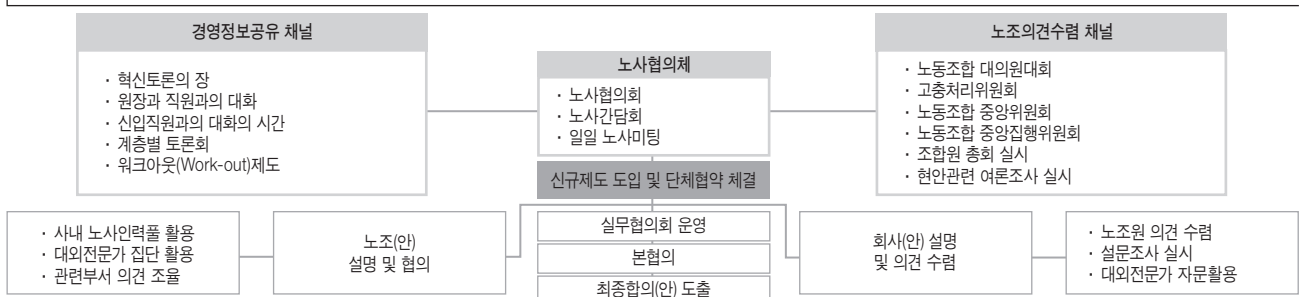 경영정보공유 채널
· 혁신토론의 장
· 원장과 직원과의 대화
· 신입직원과의 대화의 시간
· 계층별 토론회
· 워크아웃(Work-out)제도
노사협의체
· 노사협의회
· 노사간담회
· 일일 노사미팅
노조의견수렴 채널
· 노동조합 대의원대회
· 고충처리위원회
· 노동조합 중앙위원회
· 노동조합 중앙집행위원회
· 조합원 총회 실시
· 현안관련 여론조사 실시
신규제도 도입 및 단체협약 체결
· 사내 노사인력풀 활용
· 대외전문가 집단 활용
· 관련부서 의견 조율
노조(안)
설명 및 협의
실무협의회 운영
본협의
최종합의(안) 도출
회사(안) 설명
및 의견 수렴
· 노조원 의견 수렴
· 설문조사 실시
· 대외전문가 자문활용